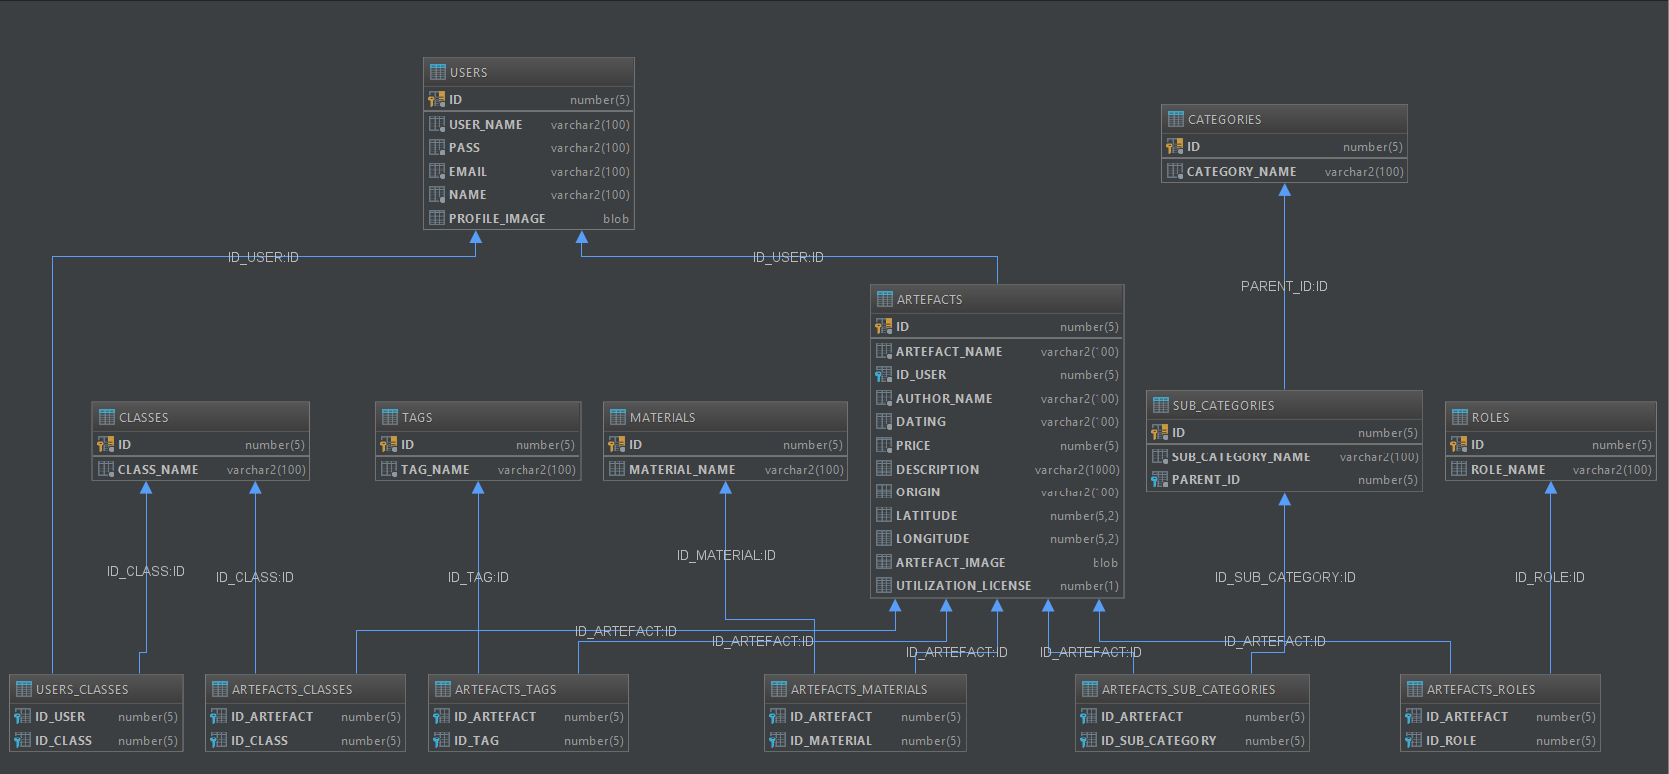 USERS
ID number(5)
USER_NAME varchar2(100)
PASS varchar2(100)
EMAIL varchar2(100)
NAME varchar2(100)
PROFILE_IMAGE blob
CATEGORIES
ID number(5)
CATEGORY_NAME varchar2(100)
ID_USER:ID
ID_USER:ID
PARENT_ID:ID
ARTEFACTS
ID number(5)
ARTEFACT_NAME varchar2(100)
ID_USER number(5)
AUTHOR_NAME varchar2(100)
DATING varchar2(100)
PRICE number(5)
DESCRIPTION varchar2(1000)
ORIGIN varchar2(100)
LATITUDE number(5,2)
LONGITUDE number(5,2)
ARTEFACT_IMAGE blob
UTILIZATION_LICENSE number(1)
CLASSES
ID number(5)
CLASS_NAME varchar2(100)
TAGS
ID number(5)
TAG_NAME varchar2(100)
MATERIALS
ID number(5)
MATERIAL_NAME varchar2(100)
SUB_CATEGORIES
ID number(5)
SUB_CATEGORY_NAME varchar2(100)
PARENT_ID number(5)
ROLES
ID number(5)
ROLE_NAME varchar2(100)
ID_CLASS:ID
ID_CLASS:ID
ID_TAG:ID
ID_MATERIAL:ID
ID_SUB_CATEGORY:ID
ID_ROLE:ID
ID_ARTEFACT:ID
ID_ARTEFACT:ID
ID_ARTEFACT:ID
ID_ARTEFACT:ID
ID_ARTEFACT:ID
USERS_CLASSES
ID_USER number(5)
ID_CLASS number(5)
ARTEFACTS_CLASSES
ID_ARTEFACT number(5)
ID_CLASS number(5)
ARTEFACTS_TAGS
ID_ARTEFACT number(5)
ID_TAG number(5)
ARTEFACTS_MATERIALS
ID_ARTEFACT number(5)
ID_MATERIAL number(5)
ARTEFACTS_SUB_CATEGORIES
ID_ARTEFACT number(5)
ID_SUB_CATEGORY number(5)
ARTEFACTS_ROLES
ID_ARTEFACT number(5)
ID_ROLE number(5)